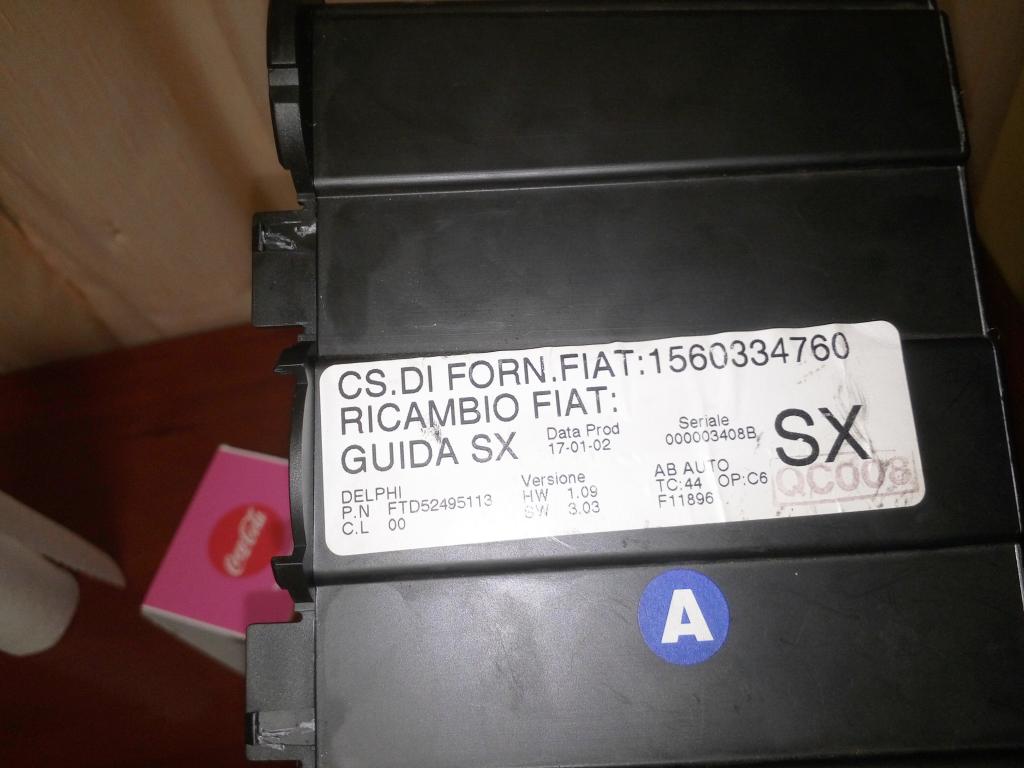 CS.DI FORN.FIAT:1560334760
RICAMBIO FIAT:
GUIDA SX
Data Prod
17-01-02
Seriale
000003408B
SX
DELPHI
P.N FTD52495113
C.L 00
Versione
HW 1.09
SW 3.03
AB AUTO
TC:44 OP:C6
F11896
QC008
A
Coca-Cola